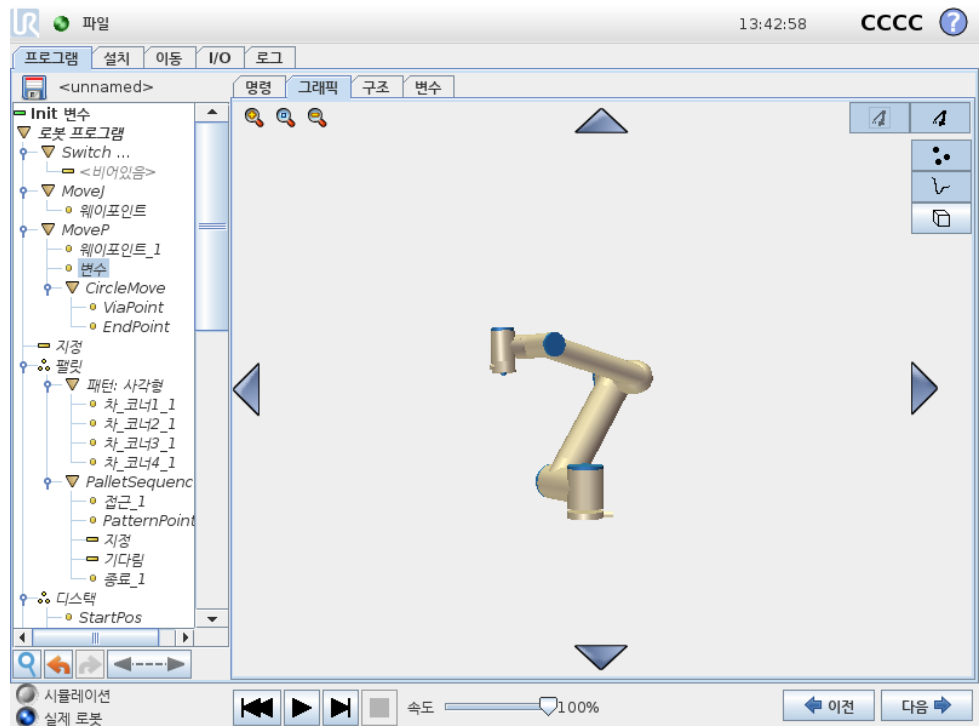 UR 파일 13:42:58 CCCC ?
프로그램 설치 이동 I/O 로그
<unnamed> 명령 그래픽 구조 변수
Init 변수
로봇 프로그램
Switch ...
<비어있음>
MoveJ
웨이포인트
MoveP
웨이포인트_1
변수
CircleMove
ViaPoint
EndPoint
지정
팔릿
패턴: 사각형
차_코너1_1
차_코너2_1
차_코너3_1
차_코너4_1
PalletSequenc
접근_1
PatternPoint
지정
기다림
종료_1
디스택
StartPos
시뮬레이션
실제 로봇
속도 100% 이전 다음